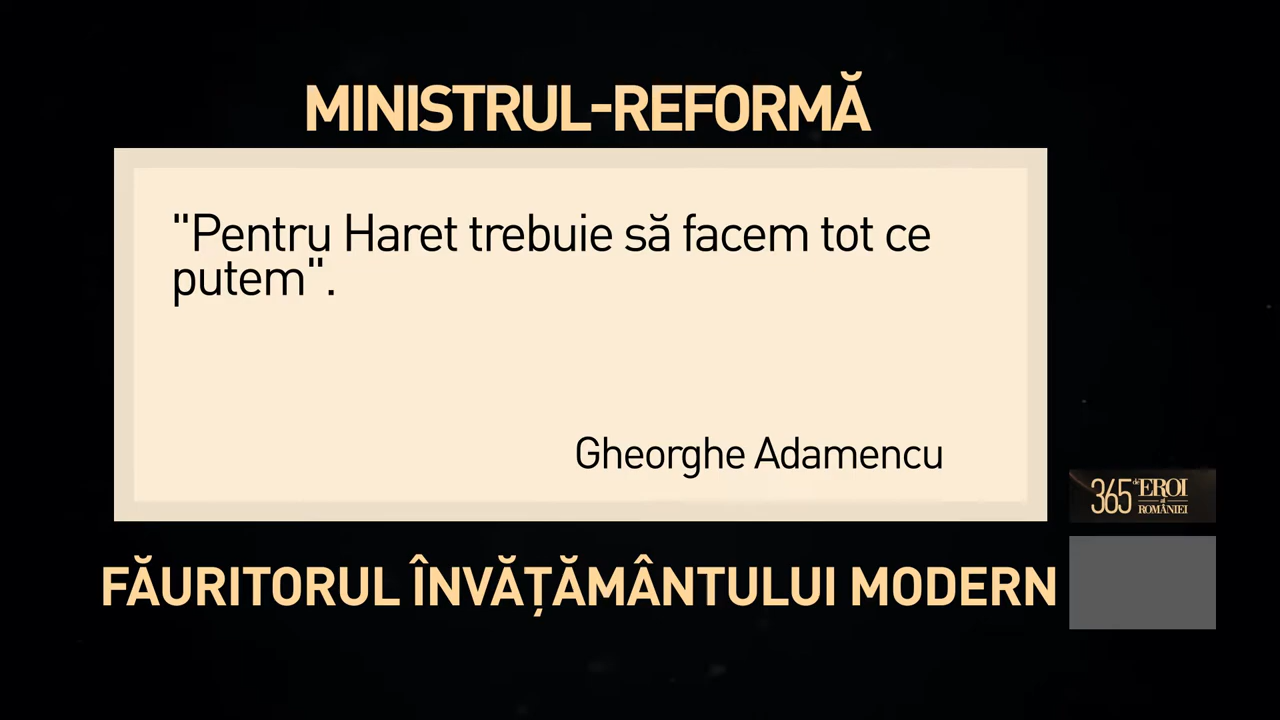 MINISTRUL-REFORMĂ
"Pentru Haret trebuie să facem tot ce
putem".
Gheorghe Adamencu
365 de EROI
ai
ROMÂNIEI
FĂURITORUL ÎNVĂȚĂMÂNTULUI MODERN